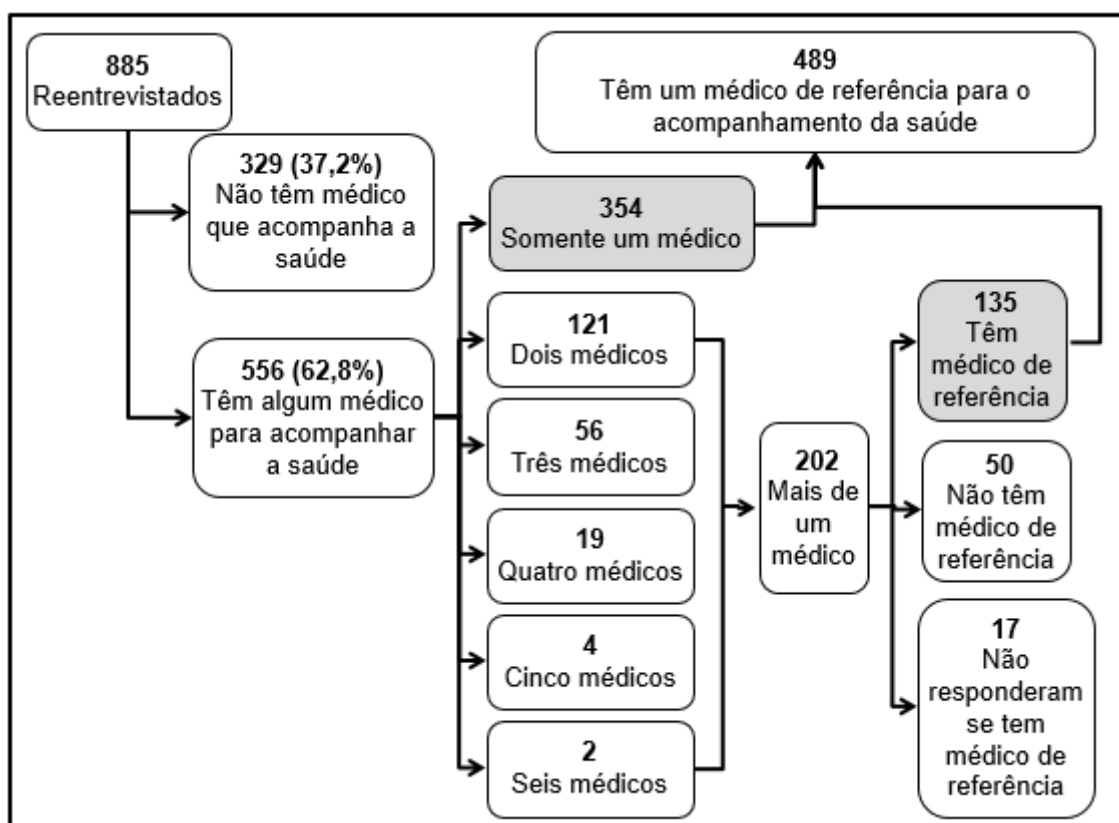 885
Reentrevistados
329 (37,2%)
Não têm médico
que acompanha a
saúde
556 (62,8%)
Têm algum médico
para acompanhar
a saúde
489
Têm um médico de referência para o
acompanhamento da saúde
354
Somente um médico
121
Dois médicos
56
Três médicos
19
Quatro médicos
4
Cinco médicos
2
Seis médicos
202
Mais de
um
médico
135
Têm
médico de
referência
50
Não têm
médico de
referência
17
Não
responderam
se tem
médico de
referência